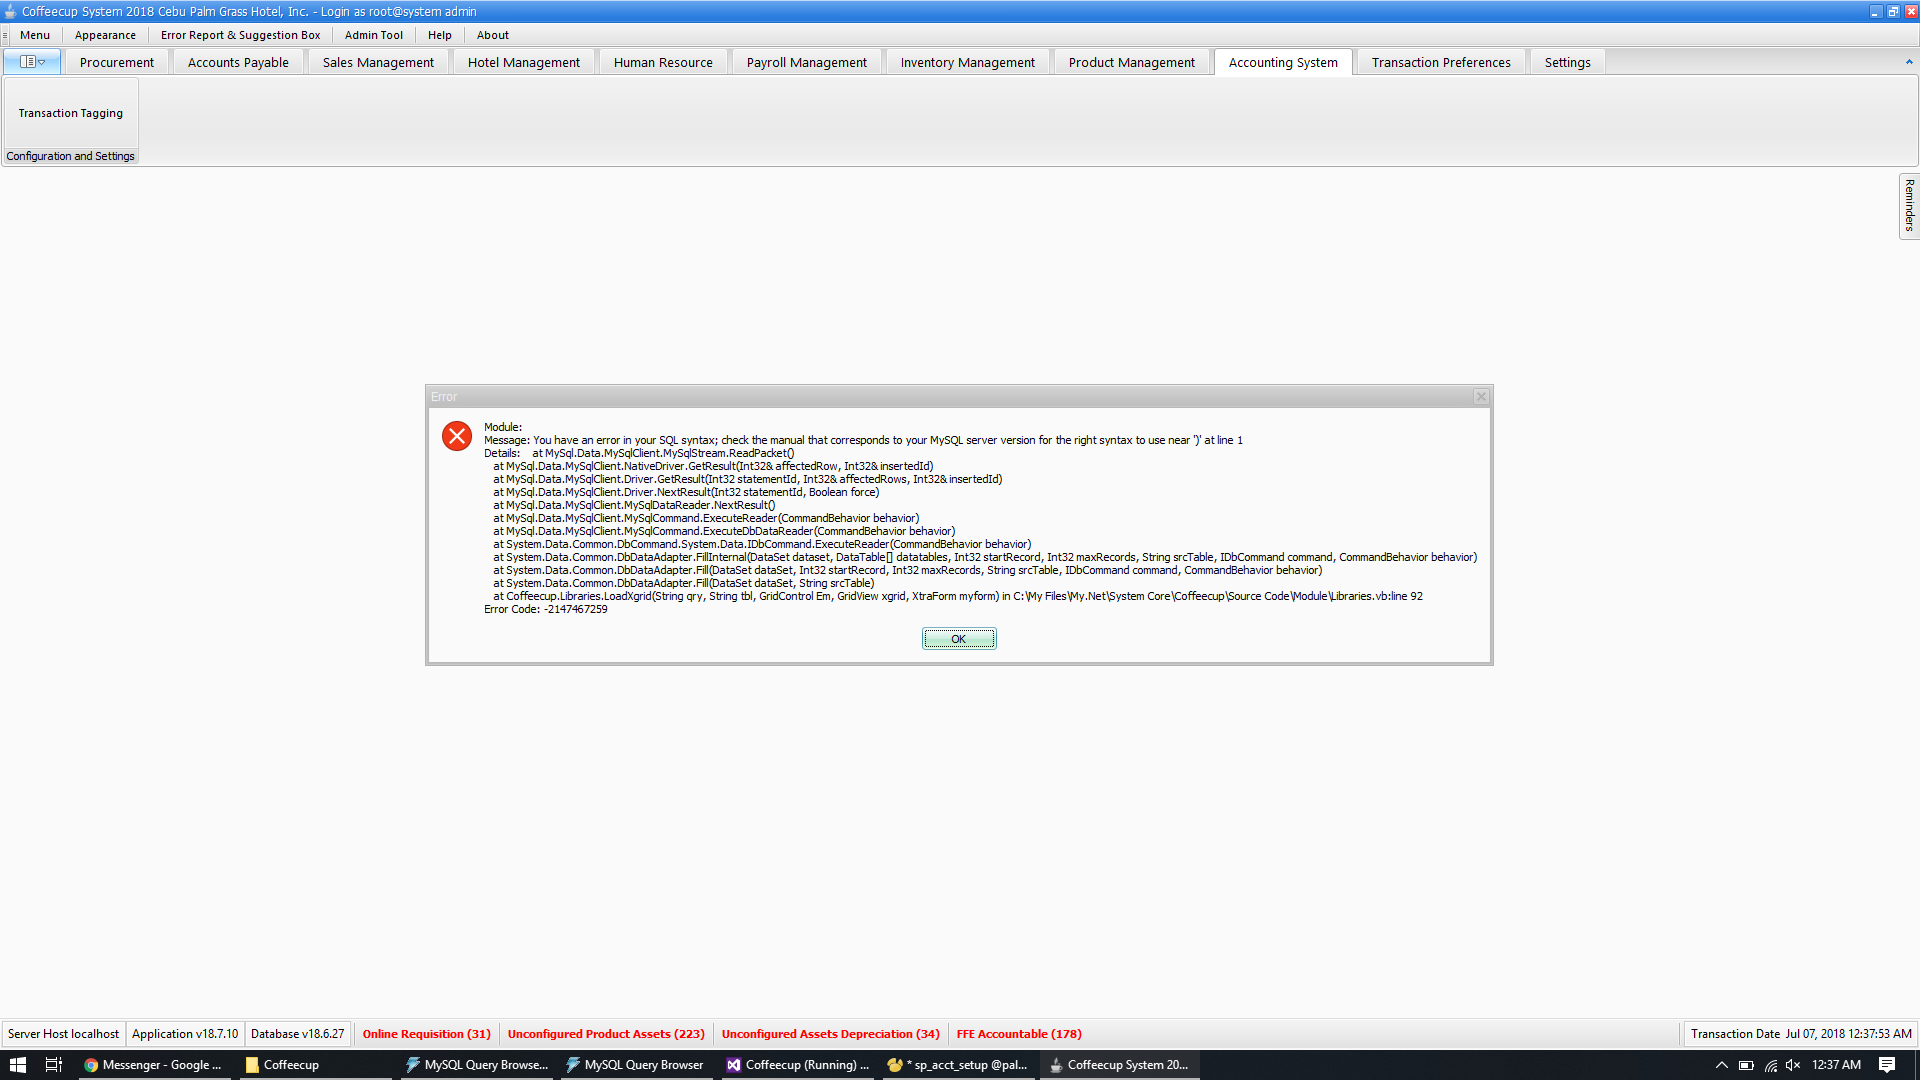 Coffeecup System 2018 Cebu Palm Grass Hotel, Inc. - Login as root@system admin
Menu Appearance Error Report & Suggestion Box Admin Tool Help About
Procurement Accounts Payable Sales Management Hotel Management Human Resource Payroll Management Inventory Management Product Management Accounting System Transaction Preferences Settings
Transaction Tagging
Configuration and Settings
Reminders
Error
Module:
Message: You have an error in your SQL syntax; check the manual that corresponds to your MySQL server version for the right syntax to use near ')' at line 1
Details: at MySql.Data.MySqlClient.MySqlStream.ReadPacket()
at MySql.Data.MySqlClient.NativeDriver.GetResult(Int32& affectedRow, Int32& insertedId)
at MySql.Data.MySqlClient.Driver.GetResult(Int32 statementId, Int32& affectedRows, Int32& insertedId)
at MySql.Data.MySqlClient.Driver.NextResult(Int32 statementId, Boolean force)
at MySql.Data.MySqlClient.MySqlDataReader.NextResult()
at MySql.Data.MySqlClient.MySqlCommand.ExecuteReader(CommandBehavior behavior)
at MySql.Data.MySqlClient.MySqlCommand.ExecuteDbDataReader(CommandBehavior behavior)
at System.Data.Common.DbCommand.System.Data.IDbCommand.ExecuteReader(CommandBehavior behavior)
at System.Data.Common.DbDataAdapter.FillInternal(DataSet dataset, DataTable[] datatables, Int32 startRecord, Int32 maxRecords, String srcTable, IDbCommand command, CommandBehavior behavior)
at System.Data.Common.DbDataAdapter.Fill(DataSet dataSet, Int32 startRecord, Int32 maxRecords, String srcTable, IDbCommand command, CommandBehavior behavior)
at System.Data.Common.DbDataAdapter.Fill(DataSet dataSet, String srcTable)
at Coffeecup.Libraries.LoadXgrid(String qry, String tbl, GridControl Em, GridView xgrid, XtraForm myform) in C:\My Files\My.Net\System Core\Coffeecup\Source Code\Module\Libraries.vb:line 92
Error Code: -2147467259
OK
Server Host localhost Application v18.7.10 Database v18.6.27 Online Requisition (31) Unconfigured Product Assets (223) Unconfigured Assets Depreciation (34) FFE Accountable (178) Transaction Date Jul 07, 2018 12:37:53 AM
Messenger - Google ... Coffeecup MySQL Query Browse... MySQL Query Browser Coffeecup (Running) ... * sp_acct_setup @pal... Coffeecup System 20... 12:37 AM